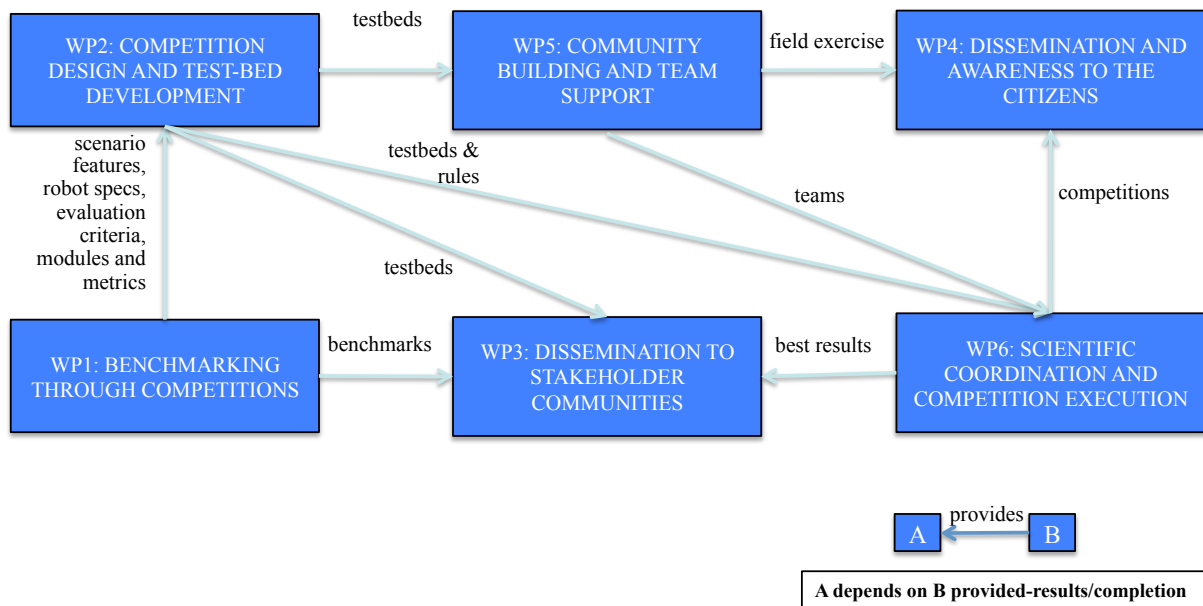 testbeds
WP2: COMPETITION
DESIGN AND TEST-BED
DEVELOPMENT
WP5: COMMUNITY
BUILDING AND TEAM
SUPPORT
field exercise
WP4: DISSEMINATION AND
AWARENESS TO THE
CITIZENS
scenario
features,
robot specs,
evaluation
criteria,
modules and
metrics
testbeds &
rules
teams
competitions
testbeds
WP1: BENCHMARKING
THROUGH COMPETITIONS
benchmarks
WP3: DISSEMINATION TO
STAKEHOLDER
COMMUNITIES
best results
WP6: SCIENTIFIC
COORDINATION AND
COMPETITION EXECUTION
provides
A
B
A depends on B provided-results/completion